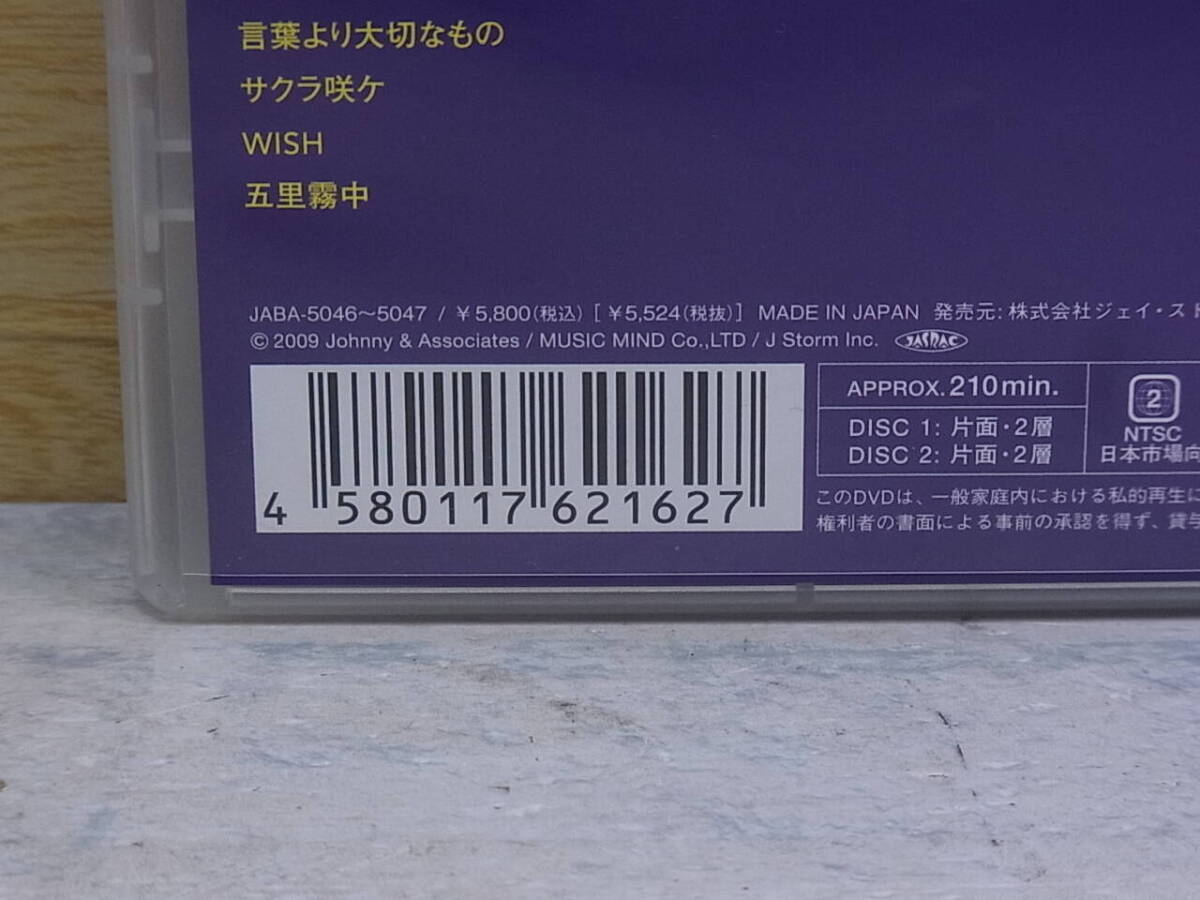 言葉より大切なもの
サクラ咲ケ
WISH
五里霧中
JABA-5046〜5047 / ￥5,800(税込) [ ￥5,524(税抜)] MADE IN JAPAN 発売元: 株式会社ジェイ・スト
© 2009 Johnny & Associates / MUSIC MIND Co.,LTD / J Storm Inc. JASRAC
4 580117 621627
APPROX. 210min.
DISC 1: 片面・2層
DISC 2: 片面・2層
2
NTSC
日本市場向
このDVDは、一般家庭内における私的再生に
権利者の書面による事前の承認を得ず、貸与